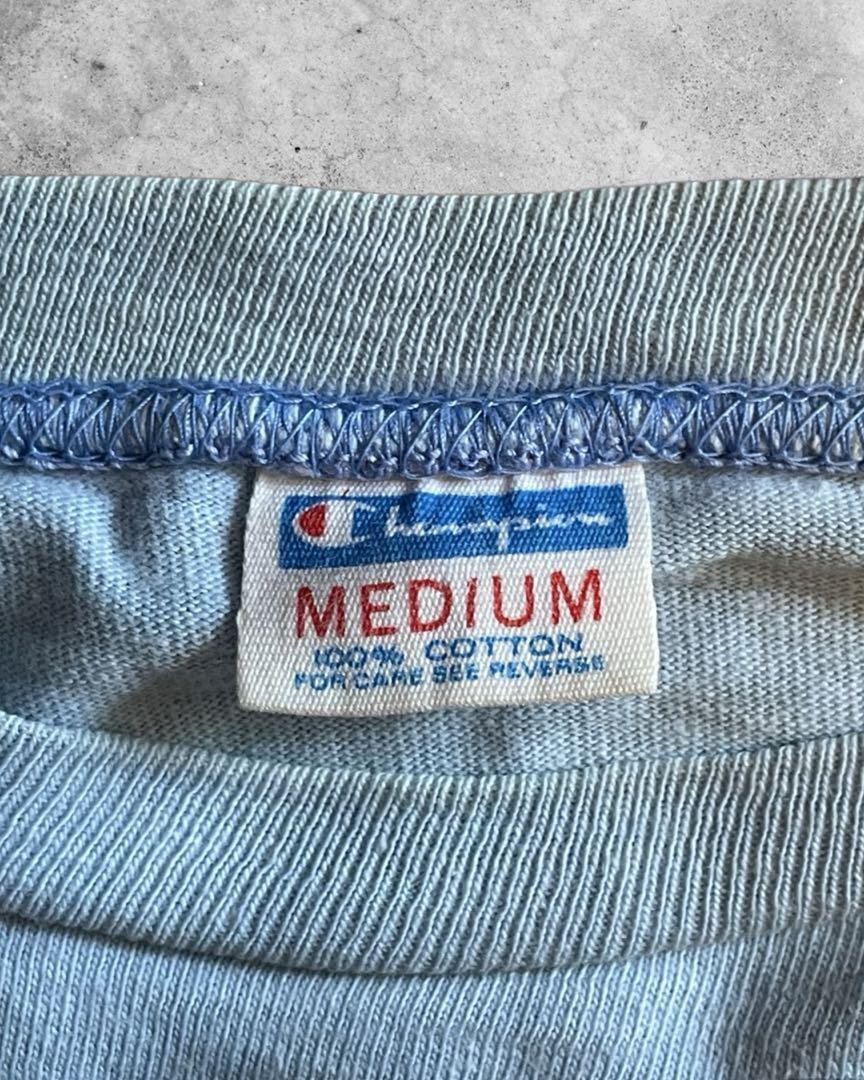 Champion
MEDIUM
100% COTTON
FOR CARE SEE REVERSE